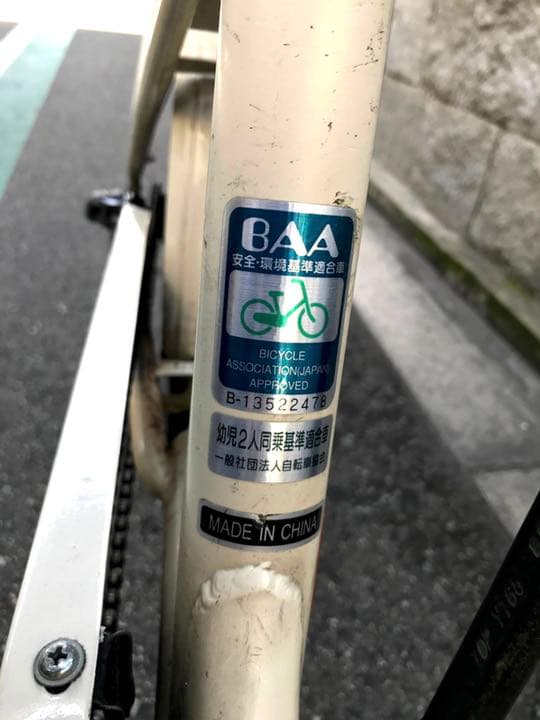 BAA
安全・環境基準適合車
BICYCLE
ASSOCIATION(JAPAN)
APPROVED
B-13522478
幼児2人同乗基準適合車
一般社団法人自転車協会
MADE IN CHINA